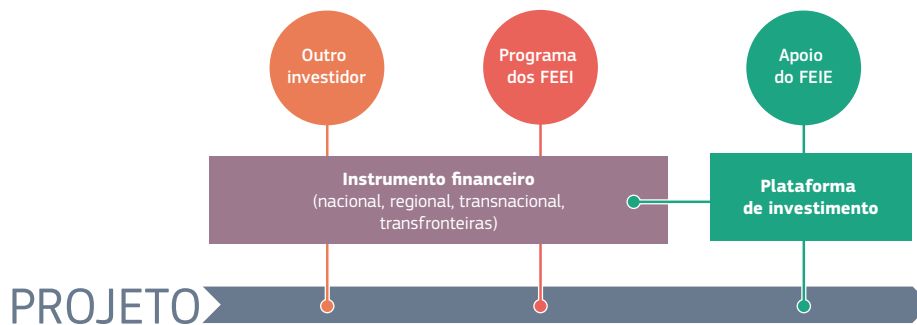 Outro
investidor
Programa
dos FEEI
Apoio
do FEIE
Instrumento financeiro
(nacional, regional, transnacional,
transfronteiras)
Plataforma
de investimento
PROJETO